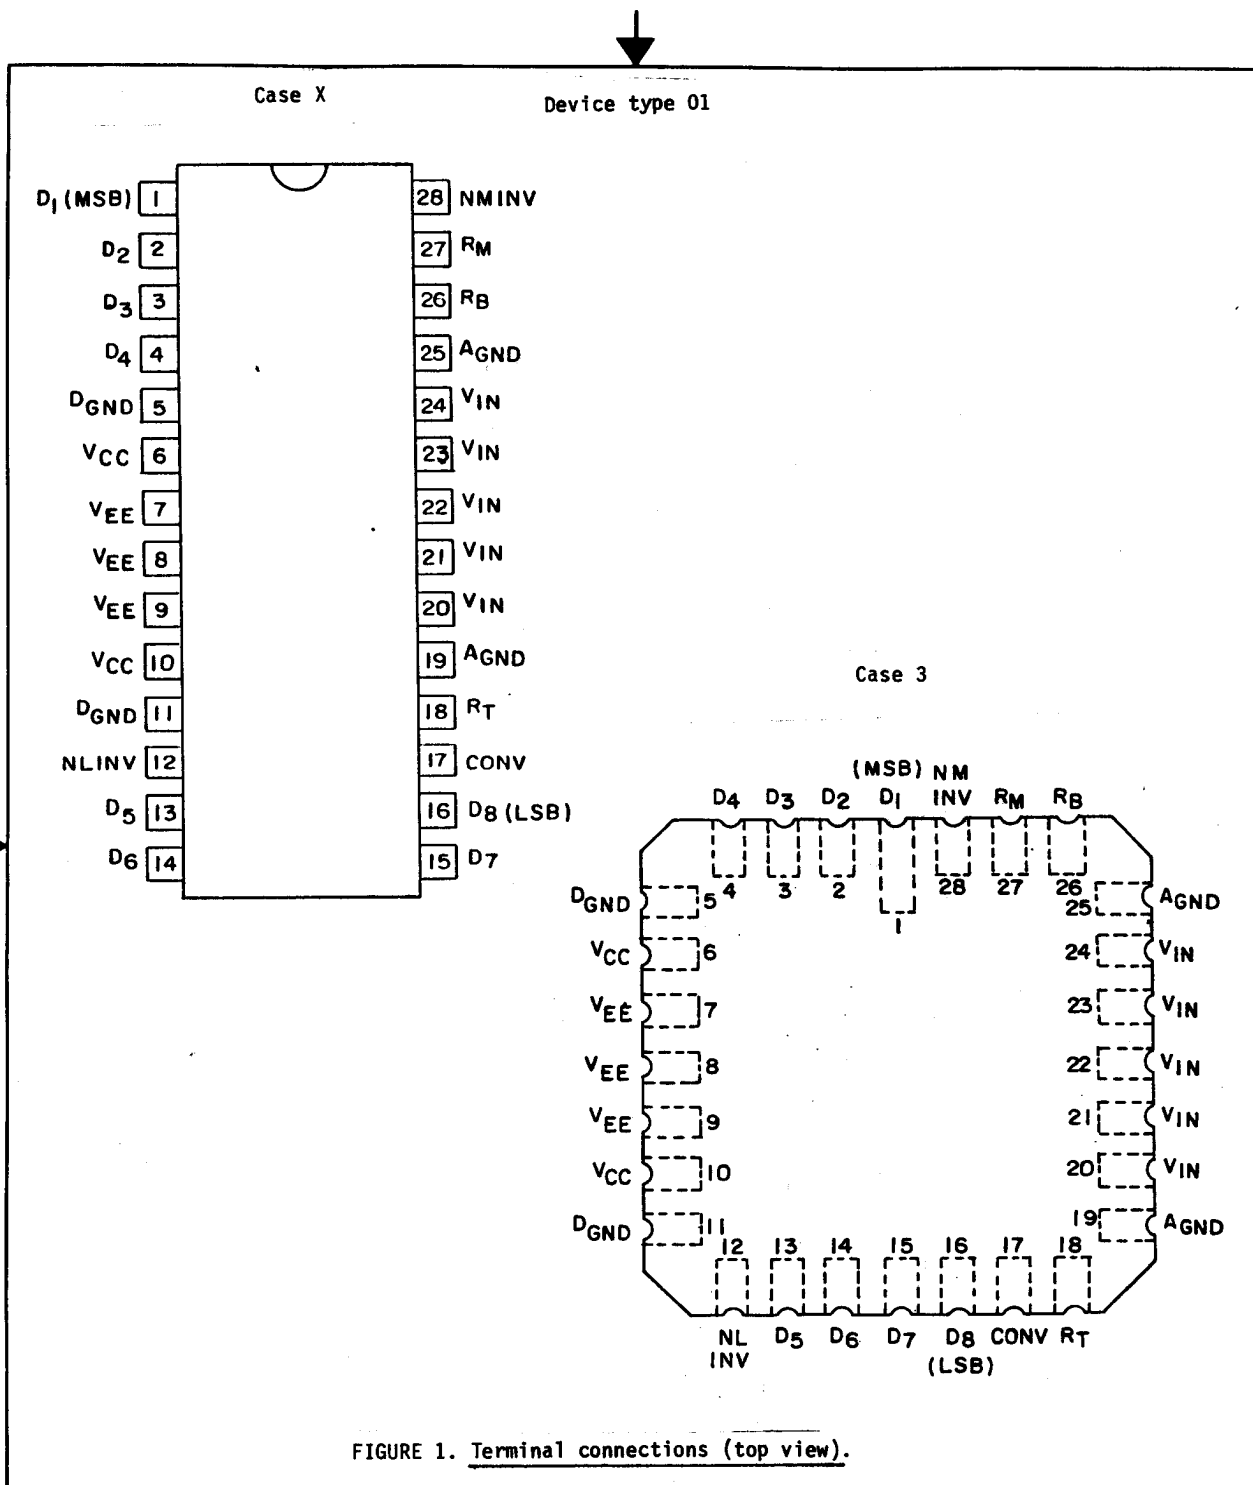 Case X
Device type 01
D1 (MSB) 1
D2 2
D3 3
D4 4
DGND 5
VCC 6
VEE 7
VEE 8
VEE 9
VCC 10
DGND 11
NLINV 12
D5 13
D6 14
28 NMINV
27 RM
26 RB
25 AGND
24 VIN
23 VIN
22 VIN
21 VIN
20 VIN
19 AGND
18 RT
17 CONV
16 D8 (LSB)
15 D7
Case 3
(MSB) NM
D4 D3 D2 D1 INV RM RB
4 3 2 1 28 27 26
DGND 5
VCC 6
VEE 7
VEE 8
VEE 9
VCC 10
DGND 11
25 AGND
24 VIN
23 VIN
22 VIN
21 VIN
20 VIN
19 AGND
12 13 14 15 16 17 18
NL D5 D6 D7 D8 CONV RT
INV (LSB)
FIGURE 1. Terminal connections (top view).